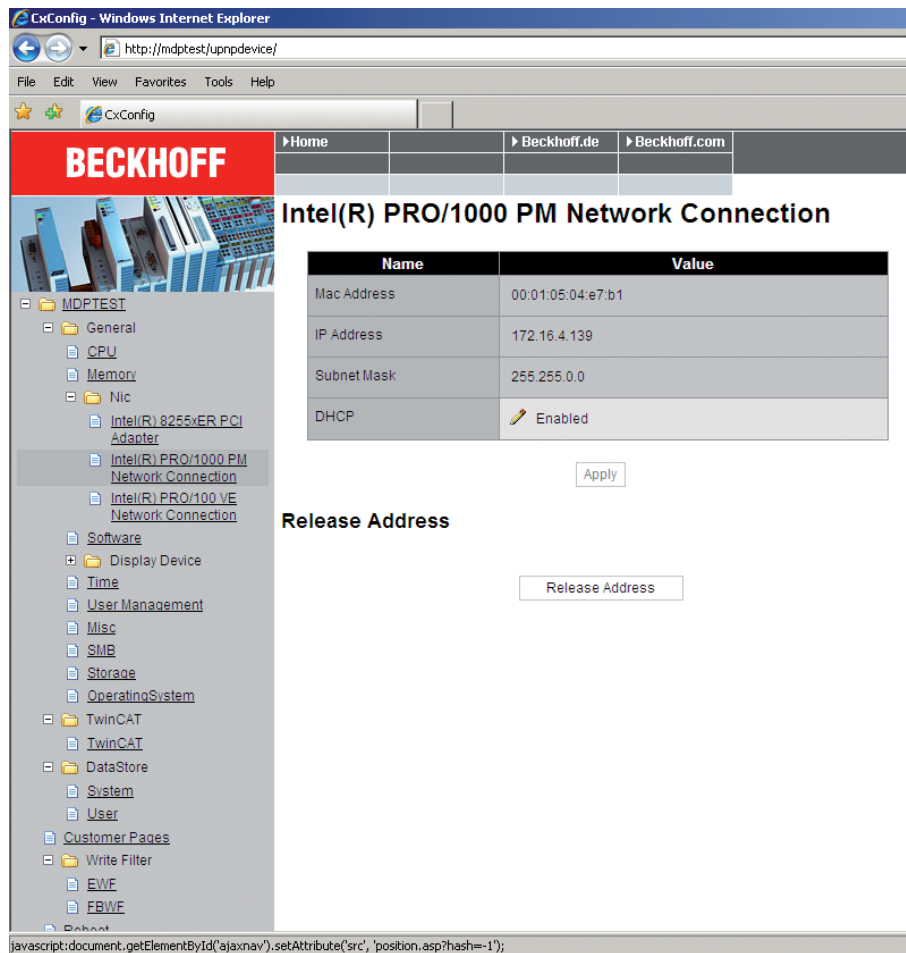 CxConfig - Windows Internet Explorer
http://mdptest/upnpdevice/
File Edit View Favorites Tools Help
CxConfig
BECKHOFF
Home Beckhoff.de Beckhoff.com
Intel(R) PRO/1000 PM Network Connection
Name Value
Mac Address 00:01:05:04:e7:b1
IP Address 172.16.4.139
Subnet Mask 255.255.0.0
DHCP Enabled
Apply
Release Address
Release Address
MDPTEST
General
CPU
Memory
Nic
Intel(R) 8255xER PCI
Adapter
Intel(R) PRO/1000 PM
Network Connection
Intel(R) PRO/100 VE
Network Connection
Software
Display Device
Time
User Management
Misc
SMB
Storage
OperatingSystem
TwinCAT
TwinCAT
DataStore
System
User
Customer Pages
Write Filter
EWF
FBWF
Reboot
javascript:document.getElementById('ajaxnav').setAttribute('src', 'position.asp?hash=-1');